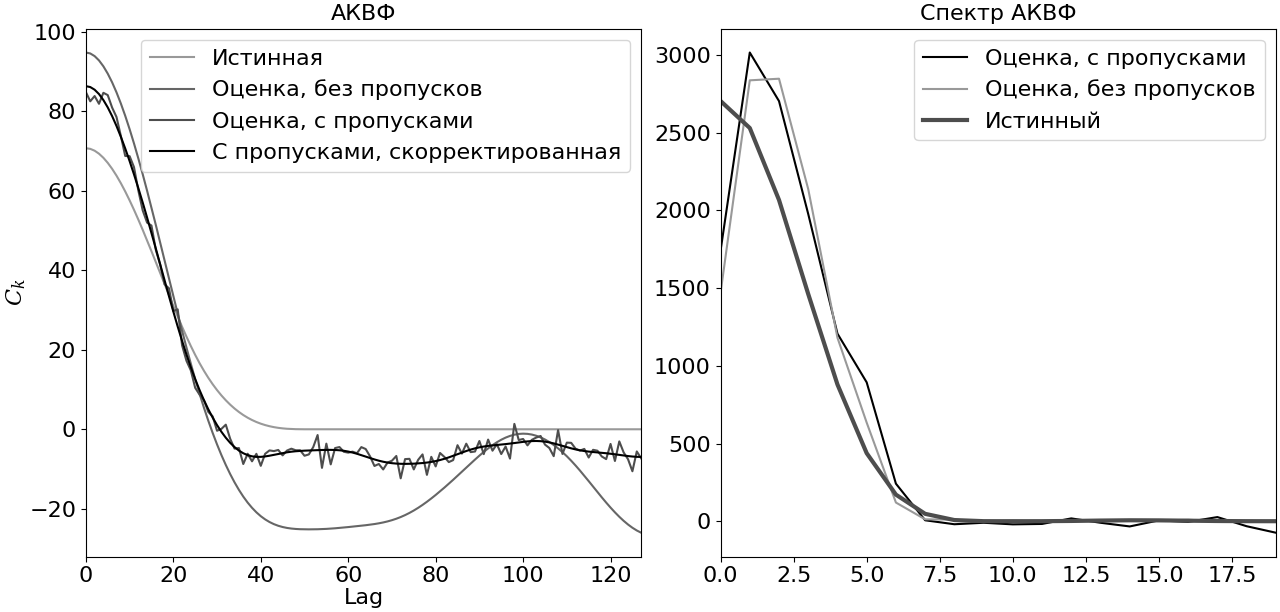 АКВФ
Спектр АКВФ
100
80
60
40
20
0
−20
C_k
0 20 40 60 80 100 120
Lag
Истинная
Оценка, без пропусков
Оценка, с пропусками
С пропусками, скорректированная
3000
2500
2000
1500
1000
500
0
0.0 2.5 5.0 7.5 10.0 12.5 15.0 17.5
Оценка, с пропусками
Оценка, без пропусков
Истинный